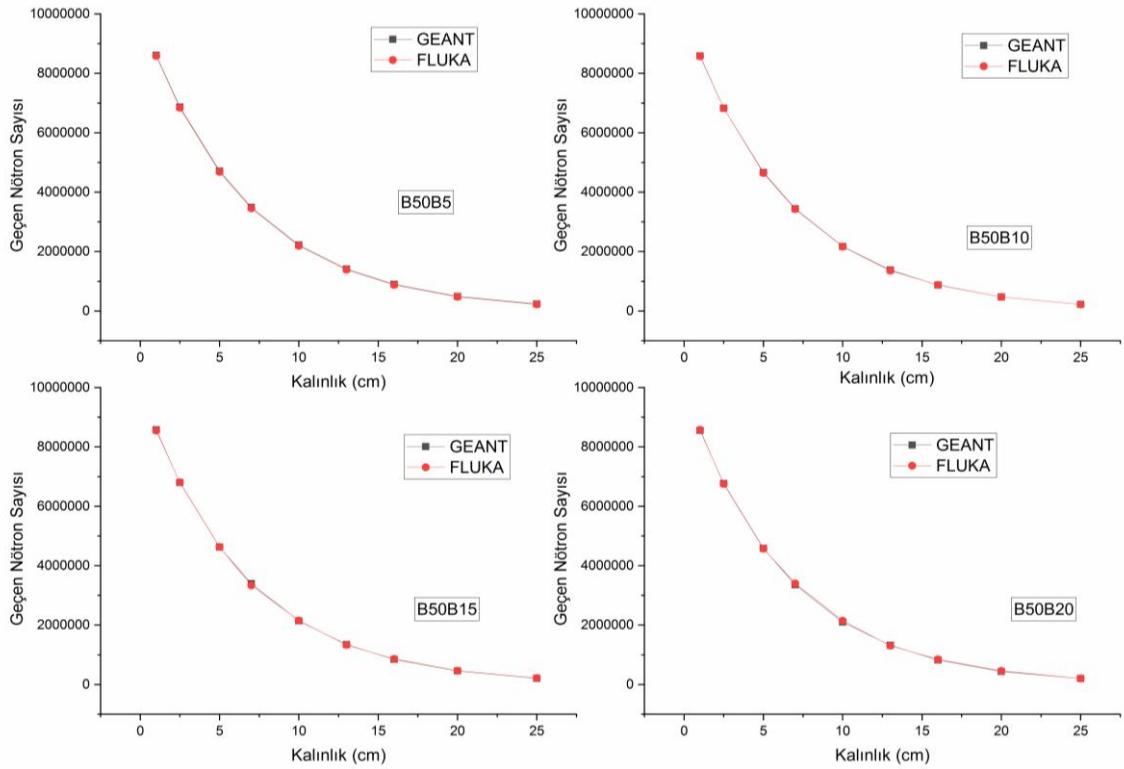 10000000
8000000
6000000
4000000
2000000
0
Geçen Nötron Sayısı
GEANT
FLUKA
B50B5
0 5 10 15 20 25
Kalınlık (cm)
10000000
8000000
6000000
4000000
2000000
0
Geçen Nötron Sayısı
GEANT
FLUKA
B50B10
0 5 10 15 20 25
Kalınlık (cm)
10000000
8000000
6000000
4000000
2000000
0
Geçen Nötron Sayısı
GEANT
FLUKA
B50B15
0 5 10 15 20 25
Kalınlık (cm)
10000000
8000000
6000000
4000000
2000000
0
Geçen Nötron Sayısı
GEANT
FLUKA
B50B20
0 5 10 15 20 25
Kalınlık (cm)